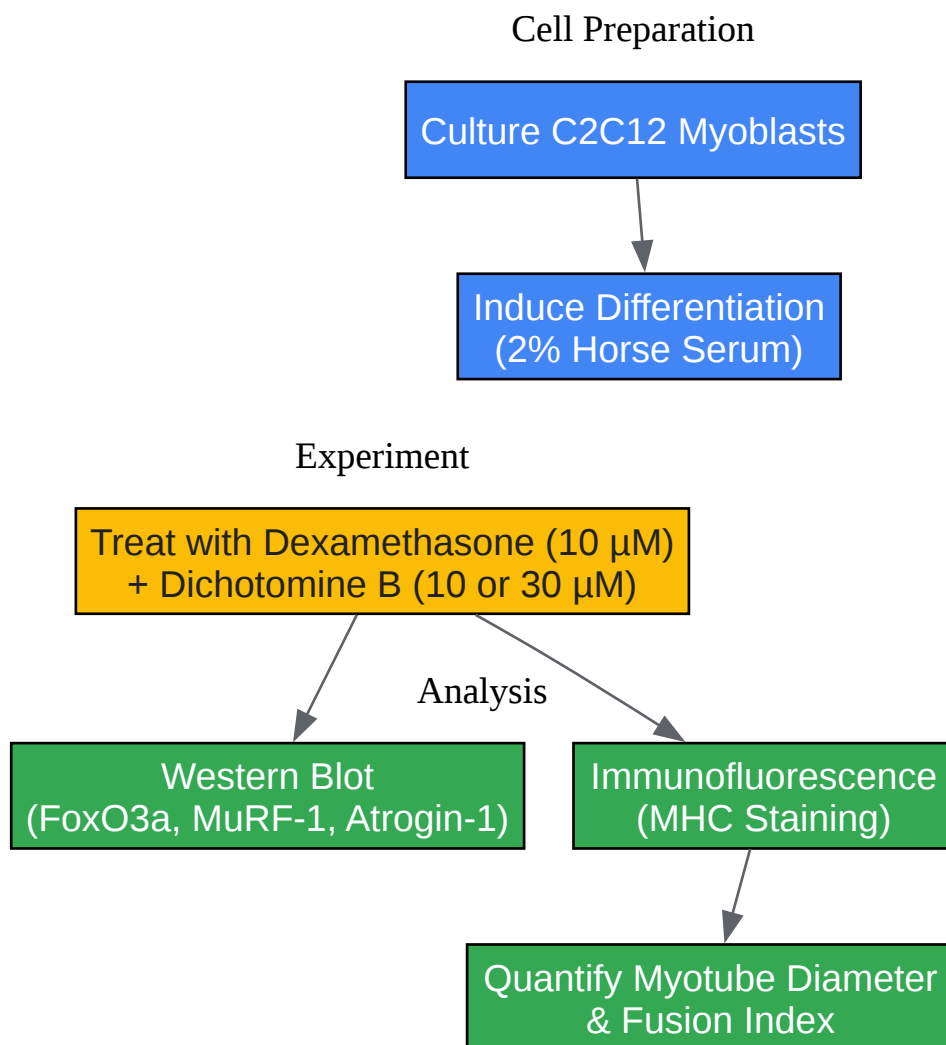 Cell Preparation
Culture C2C12 Myoblasts
Induce Differentiation
(2% Horse Serum)
Experiment
Treat with Dexamethasone (10 µM)
+ Dichotomine B (10 or 30 µM)
Analysis
Western Blot
(FoxO3a, MuRF-1, Atrogin-1)
Immunofluorescence
(MHC Staining)
Quantify Myotube Diameter
& Fusion Index